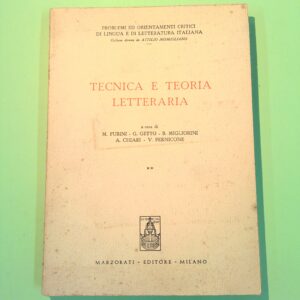 PROBLEMI ED ORIENTAMENTI CRITICI
DI LINGUA E DI LETTERATURA ITALIANA
Collana diretta da ATTILIO MOMIGLIANO
TECNICA E TEORIA
LETTERARIA
a cura di
M. FUBINI - G. GETTO - B. MIGLIORINI
A. CHIARI - V. PERNICONE
**
MARZORATI - EDITORE - MILANO